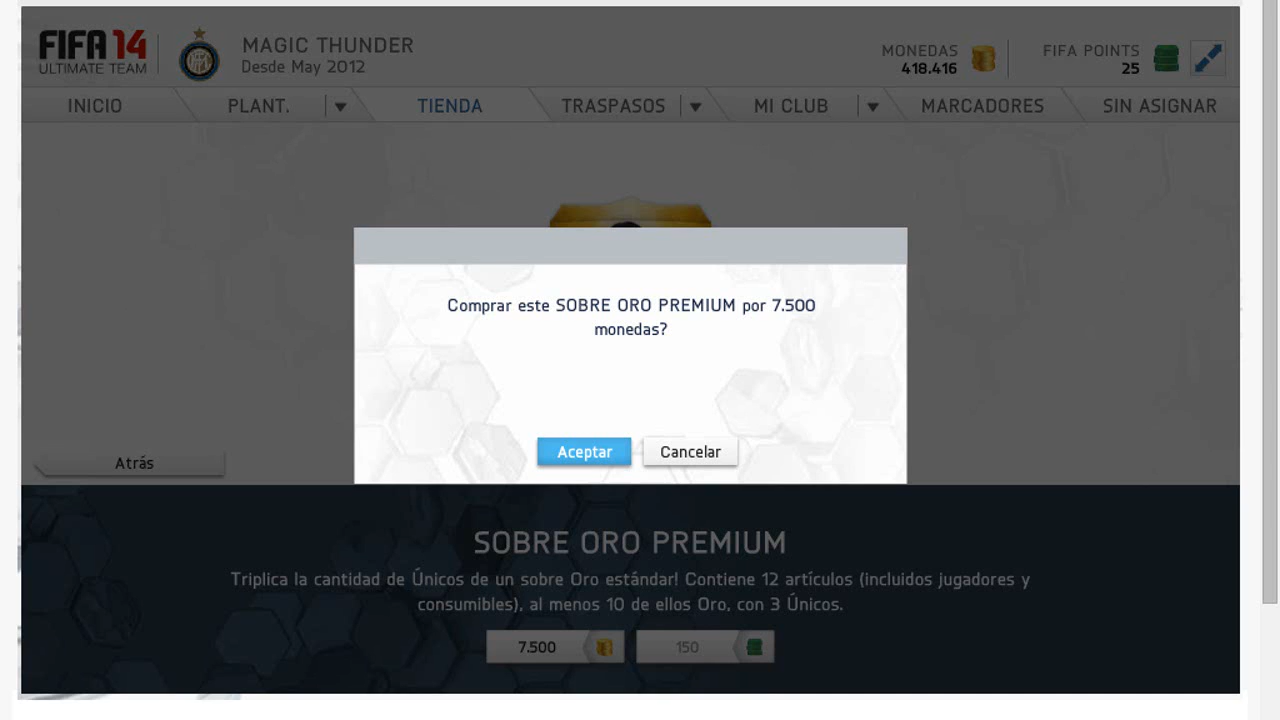 FIFA 14
ULTIMATE TEAM
MAGIC THUNDER
Desde May 2012
MONEDAS
418.416
FIFA POINTS
25
INICIO
PLANT.
TIENDA
TRASPASOS
MI CLUB
MARCADORES
SIN ASIGNAR
Comprar este SOBRE ORO PREMIUM por 7.500
monedas?
Aceptar
Cancelar
Atrás
SOBRE ORO PREMIUM
Triplica la cantidad de Únicos de un sobre Oro estándar! Contiene 12 artículos (incluidos jugadores y
consumibles), al menos 10 de ellos Oro, con 3 Únicos.
7.500
150